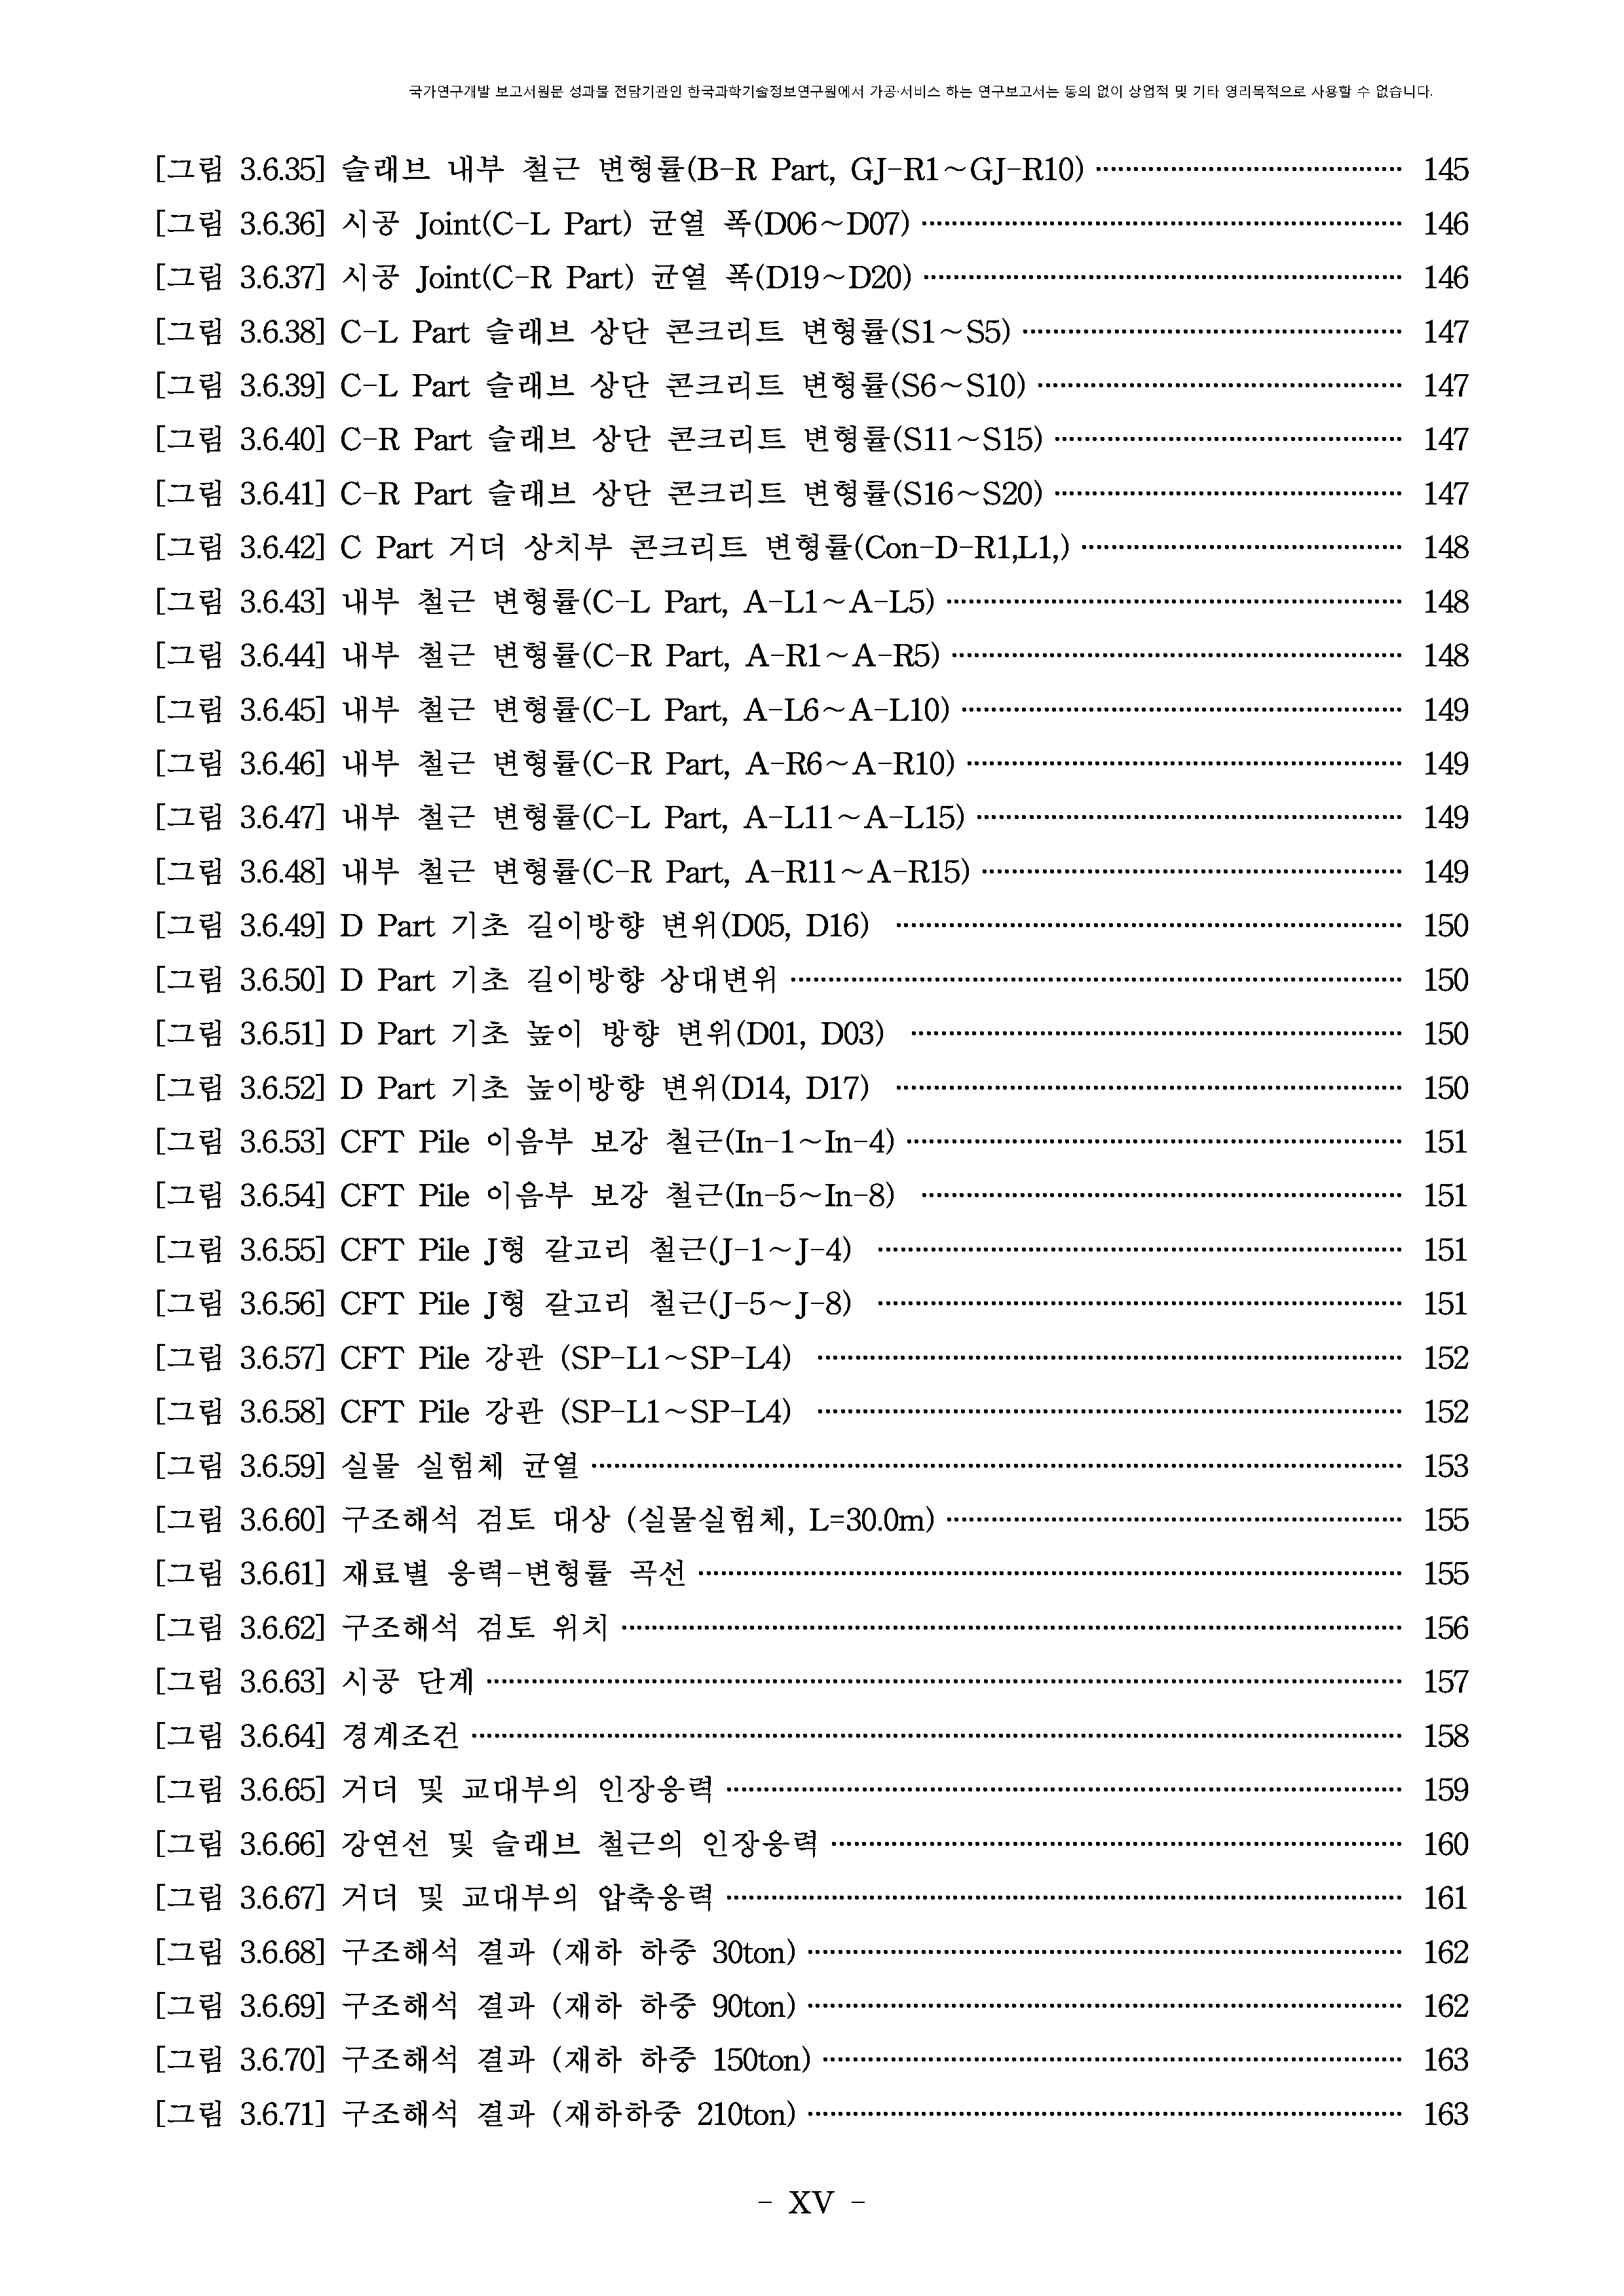 국가연구개발 보고서원문 성과물 전담기관인 한국과학기술정보연구원에서 가공·서비스 하는 연구보고서는 동의 없이 상업적 및 기타 영리목적으로 사용할 수 없습니다.
[그림 3.6.35] 슬래브 내부 철근 변형률(B-R Part, GJ-R1~GJ-R10) 145
[그림 3.6.36] 시공 Joint(C-L Part) 균열 폭(D06~D07) 146
[그림 3.6.37] 시공 Joint(C-R Part) 균열 폭(D19~D20) 146
[그림 3.6.38] C-L Part 슬래브 상단 콘크리트 변형률(S1~S5) 147
[그림 3.6.39] C-L Part 슬래브 상단 콘크리트 변형률(S6~S10) 147
[그림 3.6.40] C-R Part 슬래브 상단 콘크리트 변형률(S11~S15) 147
[그림 3.6.41] C-R Part 슬래브 상단 콘크리트 변형률(S16~S20) 147
[그림 3.6.42] C Part 거더 상치부 콘크리트 변형률(Con-D-R1,L1,) 148
[그림 3.6.43] 내부 철근 변형률(C-L Part, A-L1~A-L5) 148
[그림 3.6.44] 내부 철근 변형률(C-R Part, A-R1~A-R5) 148
[그림 3.6.45] 내부 철근 변형률(C-L Part, A-L6~A-L10) 149
[그림 3.6.46] 내부 철근 변형률(C-R Part, A-R6~A-R10) 149
[그림 3.6.47] 내부 철근 변형률(C-L Part, A-L11~A-L15) 149
[그림 3.6.48] 내부 철근 변형률(C-R Part, A-R11~A-R15) 149
[그림 3.6.49] D Part 기초 길이방향 변위(D05, D16) 150
[그림 3.6.50] D Part 기초 길이방향 상대변위 150
[그림 3.6.51] D Part 기초 높이 방향 변위(D01, D03) 150
[그림 3.6.52] D Part 기초 높이방향 변위(D14, D17) 150
[그림 3.6.53] CFT Pile 이음부 보강 철근(In-1~In-4) 151
[그림 3.6.54] CFT Pile 이음부 보강 철근(In-5~In-8) 151
[그림 3.6.55] CFT Pile J형 갈고리 철근(J-1~J-4) 151
[그림 3.6.56] CFT Pile J형 갈고리 철근(J-5~J-8) 151
[그림 3.6.57] CFT Pile 강관 (SP-L1~SP-L4) 152
[그림 3.6.58] CFT Pile 강관 (SP-L1~SP-L4) 152
[그림 3.6.59] 실물 실험체 균열 153
[그림 3.6.60] 구조해석 검토 대상 (실물실험체, L=30.0m) 155
[그림 3.6.61] 재료별 응력-변형률 곡선 155
[그림 3.6.62] 구조해석 검토 위치 156
[그림 3.6.63] 시공 단계 157
[그림 3.6.64] 경계조건 158
[그림 3.6.65] 거더 및 교대부의 인장응력 159
[그림 3.6.66] 강연선 및 슬래브 철근의 인장응력 160
[그림 3.6.67] 거더 및 교대부의 압축응력 161
[그림 3.6.68] 구조해석 결과 (재하 하중 30ton) 162
[그림 3.6.69] 구조해석 결과 (재하 하중 90ton) 162
[그림 3.6.70] 구조해석 결과 (재하 하중 150ton) 163
[그림 3.6.71] 구조해석 결과 (재하하중 210ton) 163
- XV -